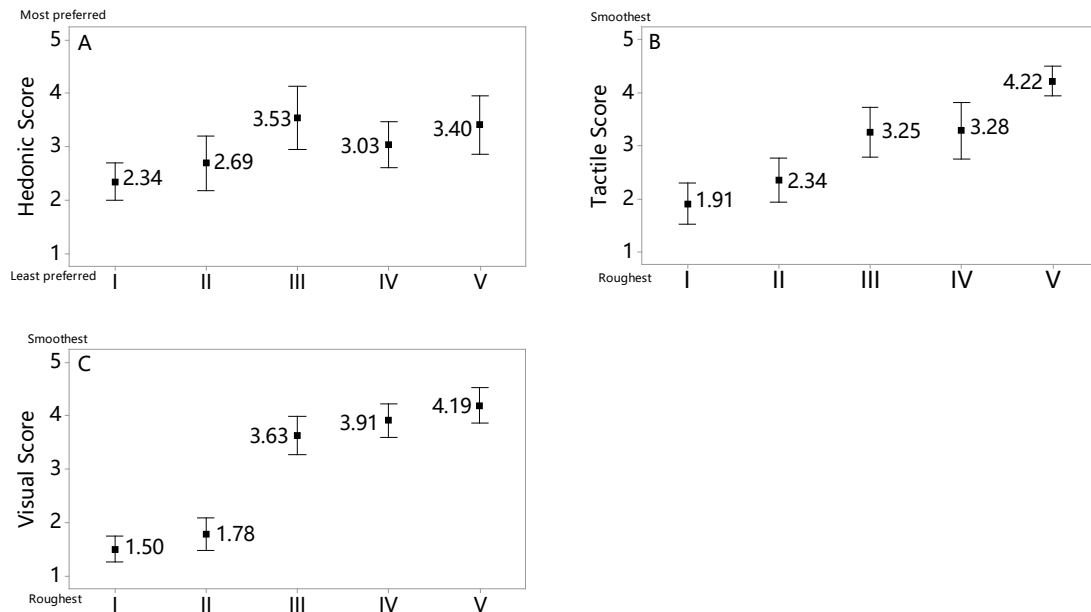 Most preferred
A
5
4
3
2
1
Hedonic Score
2.34
2.69
3.53
3.03
3.40
Least preferred
I II III IV V
Smoothest
B
5
4
3
2
1
Tactile Score
1.91
2.34
3.25
3.28
4.22
Roughest
I II III IV V
Smoothest
C
5
4
3
2
1
Visual Score
1.50
1.78
3.63
3.91
4.19
Roughest
I II III IV V